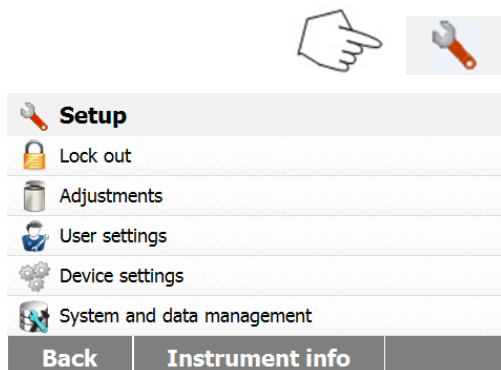 Setup
Lock out
Adjustments
User settings
Device settings
System and data management
Back Instrument info